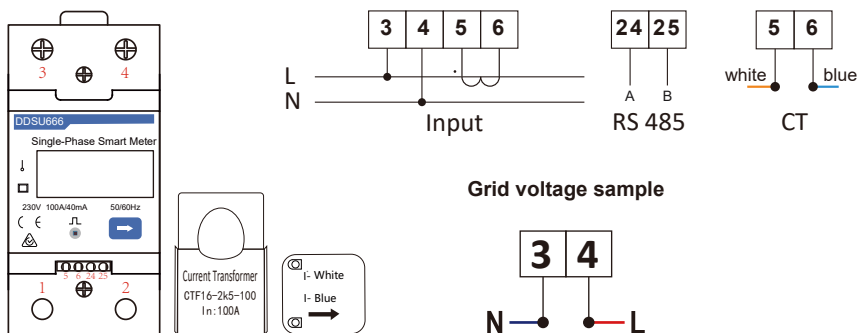 3 4
DDSU666
Single-Phase Smart Meter
230V 100A/40mA 50/60Hz
C E
5 6 24 25
1 2
Current Transformer
CTF16-2k5-100
In:100A
I- White
I- Blue
3 4 5 6
L
N
Input
24 25
A B
RS 485
5 6
white blue
CT
Grid voltage sample
3 4
N L